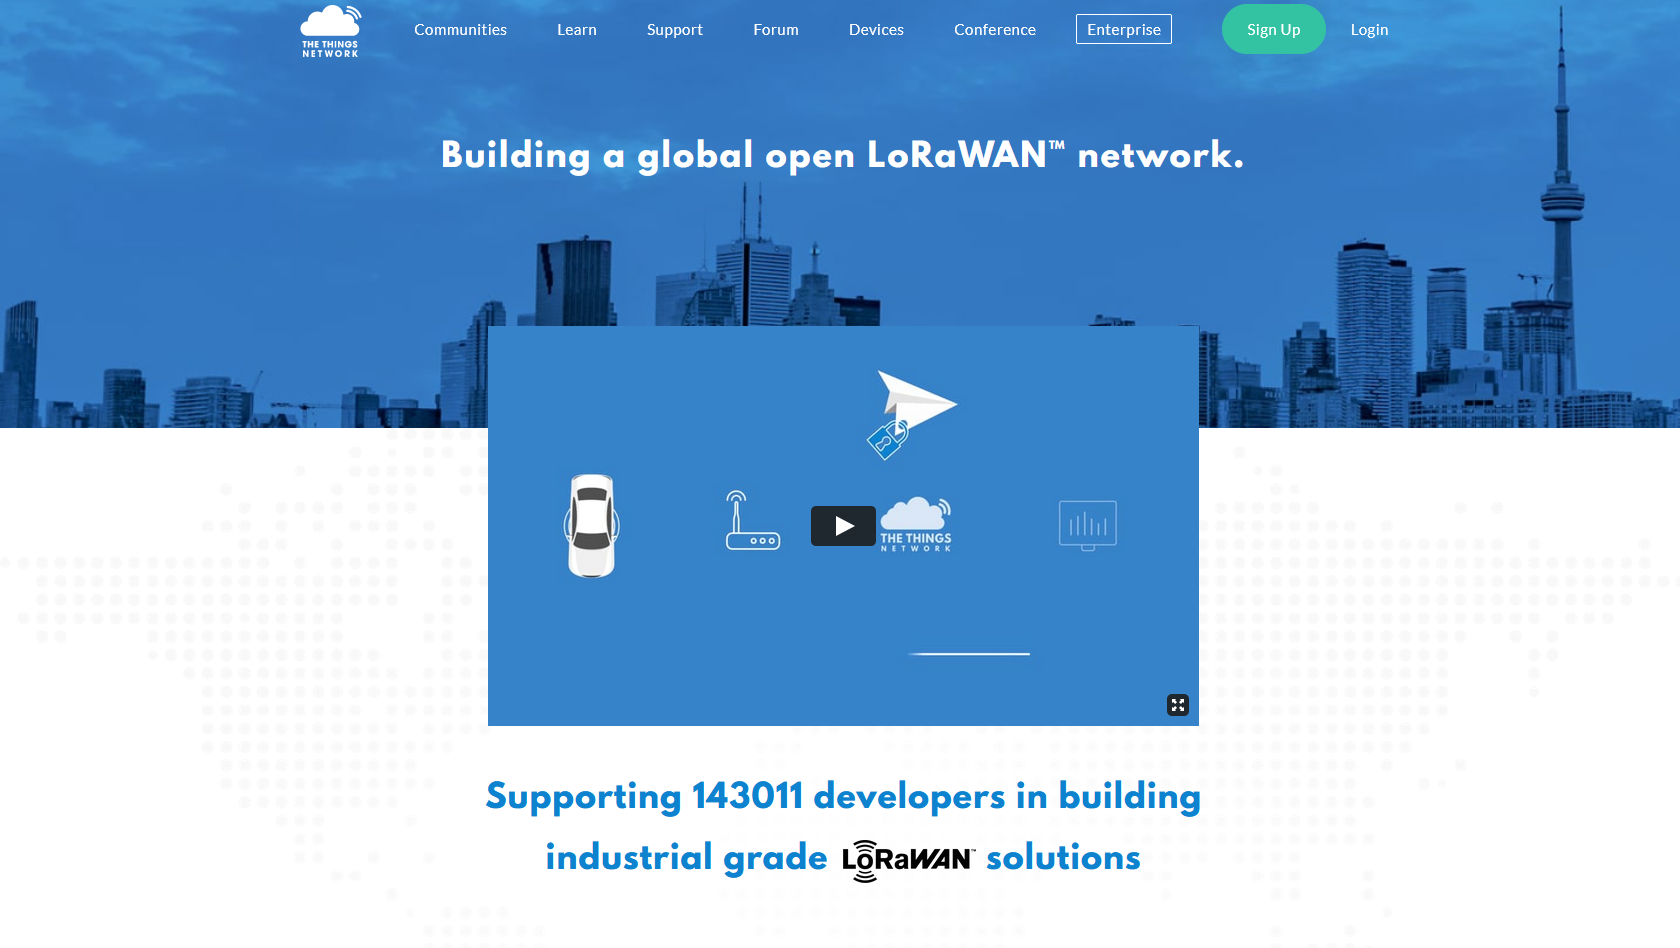 THE THINGS
NETWORK
Communities
Learn
Support
Forum
Devices
Conference
Enterprise
Sign Up
Login
Building a global open LoRaWAN™ network.
THE THINGS
NETWORK
Supporting 143011 developers in building
industrial grade LoRaWAN™ solutions